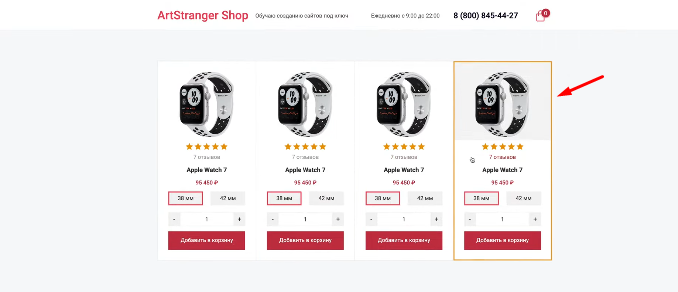 ArtStranger Shop Обучаю созданию сайтов под ключ Ежедневно с 9:00 до 22:00 8 (800) 845-44-27 0
7 отзывов 7 отзывов 7 отзывов 7 отзывов
Apple Watch 7 Apple Watch 7 Apple Watch 7 Apple Watch 7
95 450 ₽ 95 450 ₽ 95 450 ₽ 95 450 ₽
38 мм 42 мм 38 мм 42 мм 38 мм 42 мм 38 мм 42 мм
- 1 + - 1 + - 1 + - 1 +
Добавить в корзину Добавить в корзину Добавить в корзину Добавить в корзину